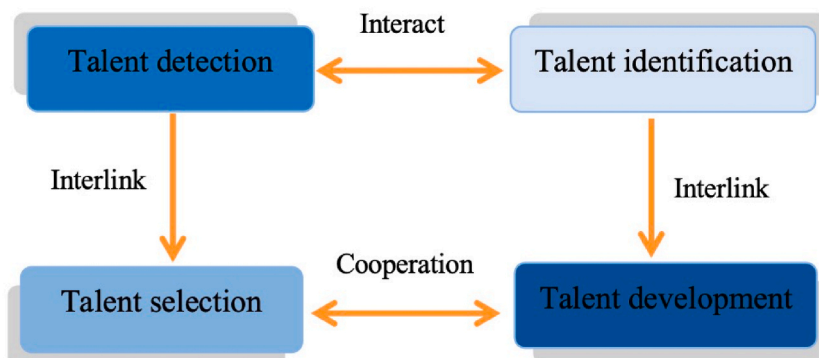 Interact
Talent detection
Talent identification
Interlink
Interlink
Cooperation
Talent selection
Talent development